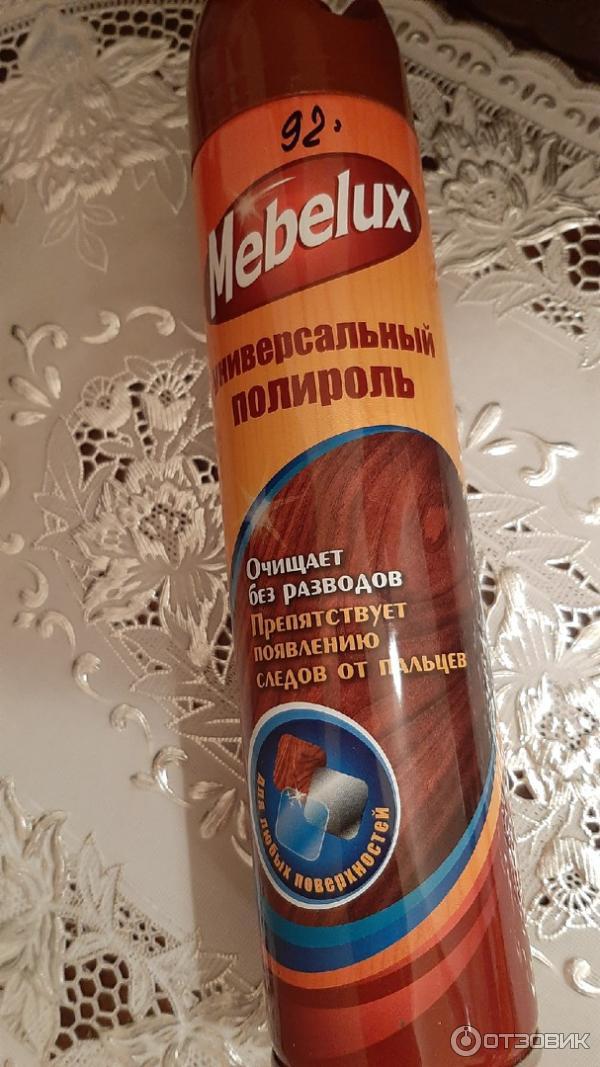 92,
Mebelux
универсальный
полироль
Очищает
без разводов
Препятствует
появлению
следов от пальцев
для любых поверхностей
ОТЗОВИК